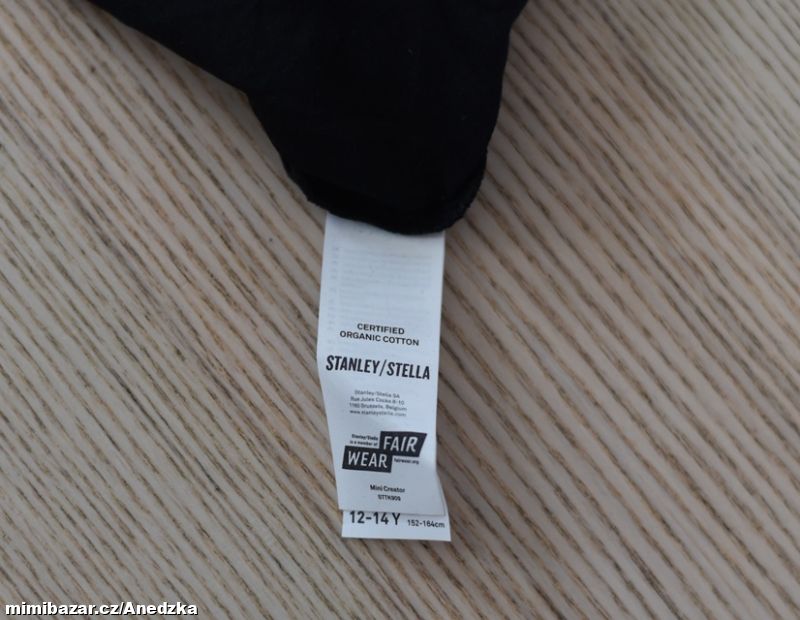 CERTIFIED
ORGANIC COTTON
STANLEY/STELLA
Stanley/Stella SA
Rue Jules Cockx 8-10
1160 Brussels, Belgium
www.stanleystella.com
Stanley/Stella
is a member of
FAIR
WEAR
fairwear.org
Mini Creator
STTK909
12-14 Y 152-164cm
mimibazar.cz/Anedzka